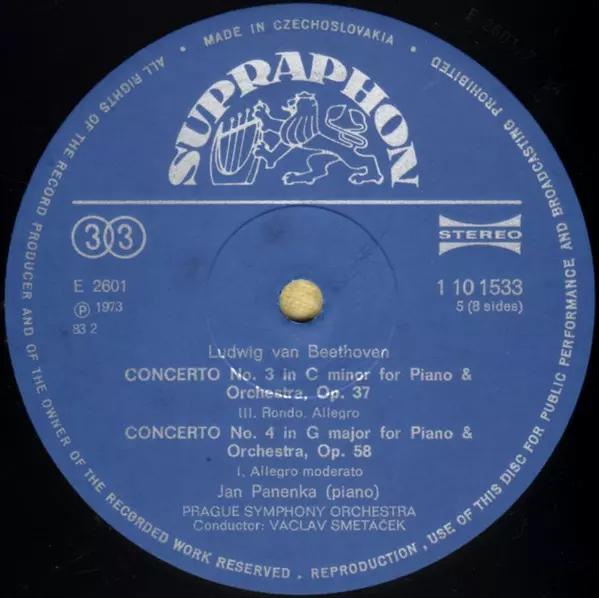 • MADE IN CZECHOSLOVAKIA •
ALL RIGHTS OF THE RECORD PRODUCER AND OF THE OWNER OF THE RECORDED WORK RESERVED . REPRODUCTION, USE OF THIS DISC FOR PUBLIC PERFORMANCE AND BROADCASTING PROHIBITED
SUPRAPHON
33
STEREO
E 2601
1 10 1533
Ⓟ 1973
5 (8 sides)
83 2
Ludwig van Beethoven
CONCERTO No. 3 in C minor for Piano &
Orchestra, Op. 37
III. Rondo. Allegro
CONCERTO No. 4 in G major for Piano &
Orchestra, Op. 58
I. Allegro moderato
Jan Panenka (piano)
PRAGUE SYMPHONY ORCHESTRA
Conductor: VÁCLAV SMETÁČEK